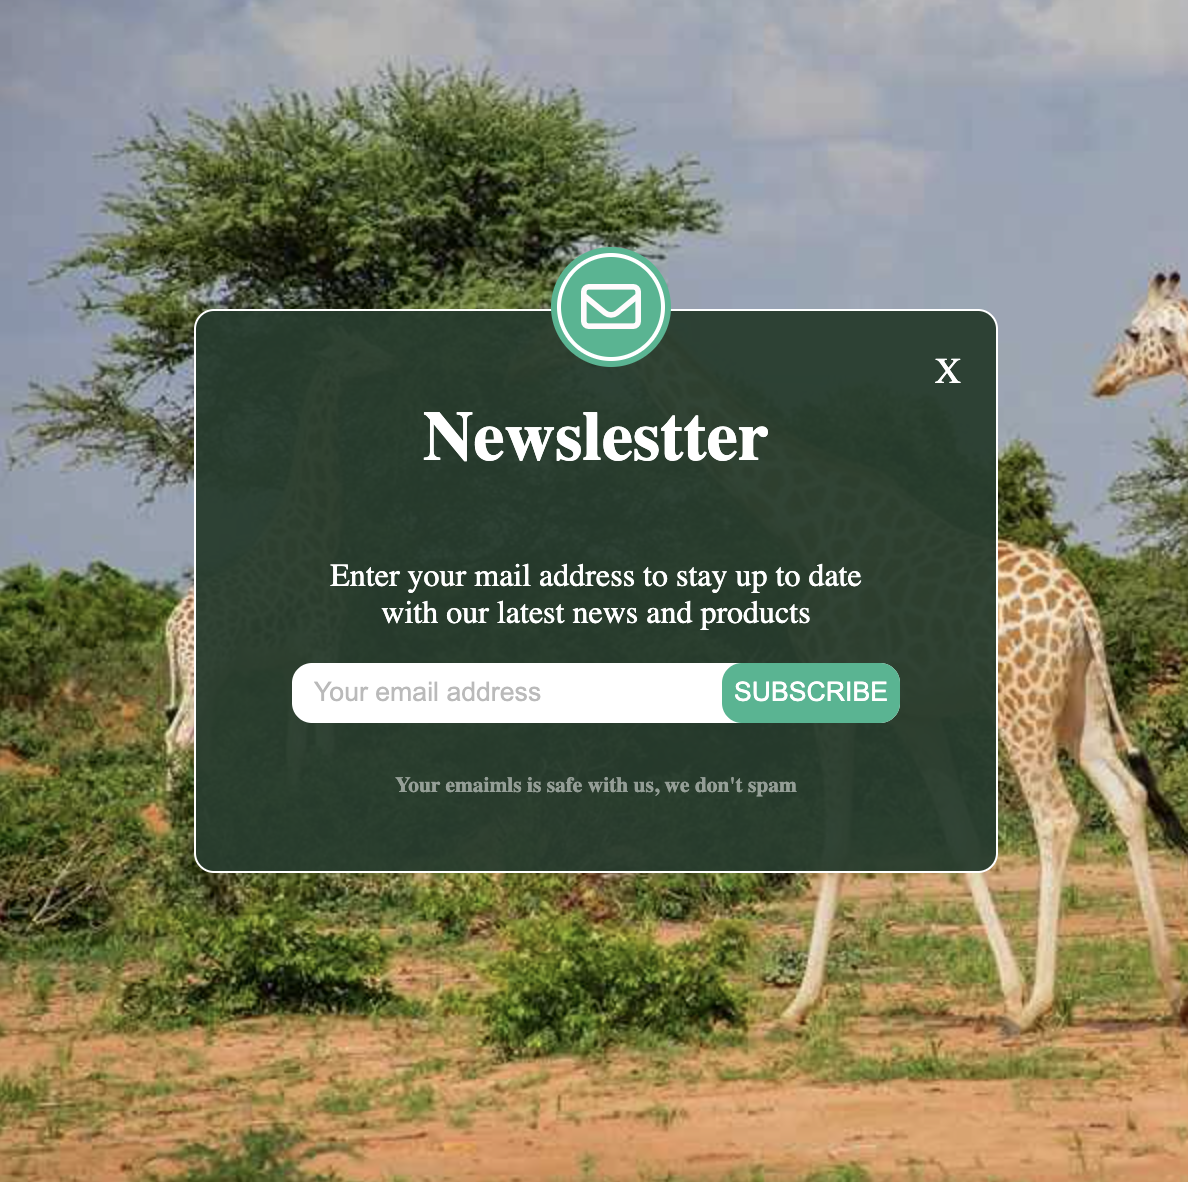 X
Newslestter
Enter your mail address to stay up to date
with our latest news and products
Your email address
SUBSCRIBE
Your emaimls is safe with us, we don't spam